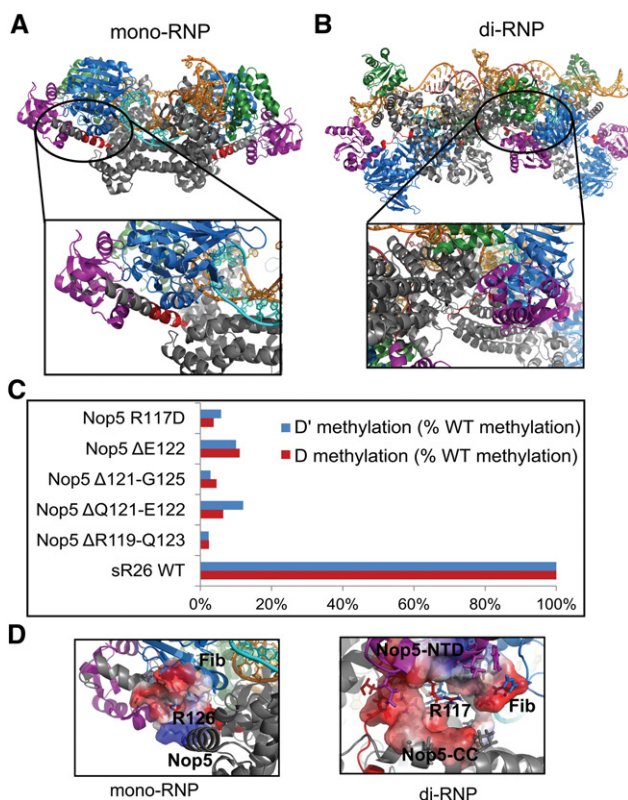 A
mono-RNP
B
di-RNP
C
Nop5 R117D
Nop5 ΔE122
Nop5 Δ121-G125
Nop5 ΔQ121-E122
Nop5 ΔR119-Q123
sR26 WT
D' methylation (% WT methylation)
D methylation (% WT methylation)
0% 20% 40% 60% 80% 100%
D
Fib
R126
Nop5
mono-RNP
Nop5-NTD
R117
Fib
Nop5-CC
di-RNP